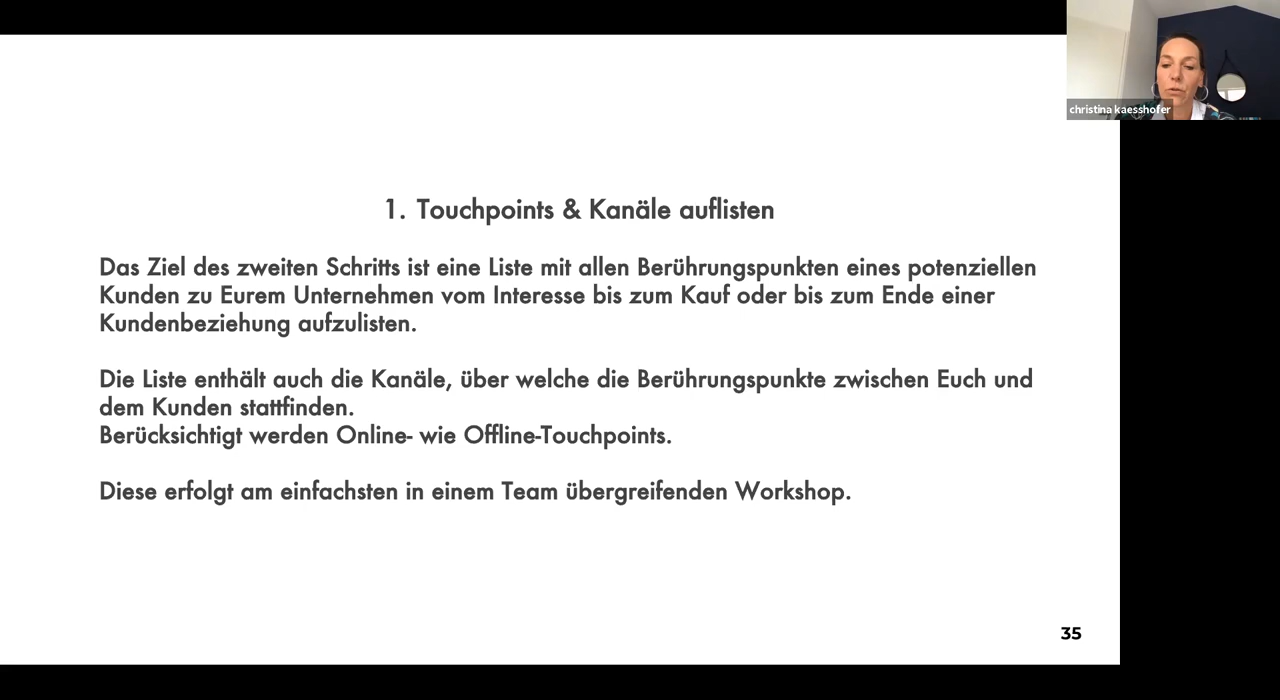 christina kaesshofer
1. Touchpoints & Kanäle auflisten
Das Ziel des zweiten Schritts ist eine Liste mit allen Berührungspunkten eines potenziellen
Kunden zu Eurem Unternehmen vom Interesse bis zum Kauf oder bis zum Ende einer
Kundenbeziehung aufzulisten.
Die Liste enthält auch die Kanäle, über welche die Berührungspunkte zwischen Euch und
dem Kunden stattfinden.
Berücksichtigt werden Online- wie Offline-Touchpoints.
Diese erfolgt am einfachsten in einem Team übergreifenden Workshop.
35